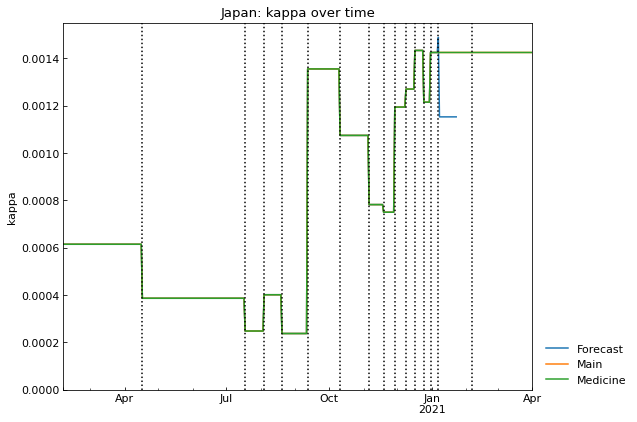 Japan: kappa over time
kappa
0.0014
0.0012
0.0010
0.0008
0.0006
0.0004
0.0002
0.0000
Apr
Jul
Oct
Jan
2021
Apr
Forecast
Main
Medicine